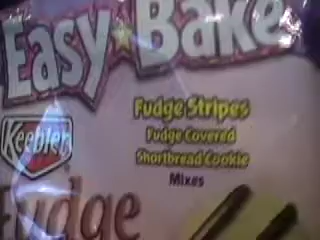 Easy Bake
Fudge Stripes
Fudge Covered
Shortbread Cookie
Mixes
Keebler
Fudge